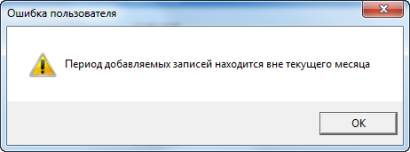 Ошибка пользователя
Период добавляемых записей находится вне текущего месяца
OK